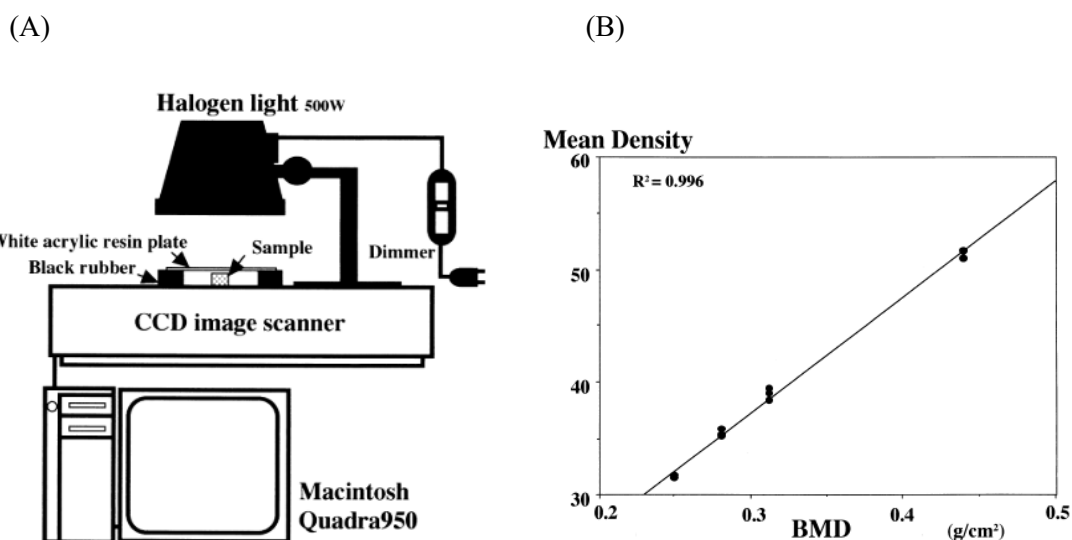 (A)
(B)
Halogen light 500W
White acrylic resin plate
Sample
Dimmer
Black rubber
CCD image scanner
Macintosh
Quadra950
Mean Density
60
R² = 0.996
50
40
30
0.2 0.3 0.4 0.5
BMD (g/cm²)